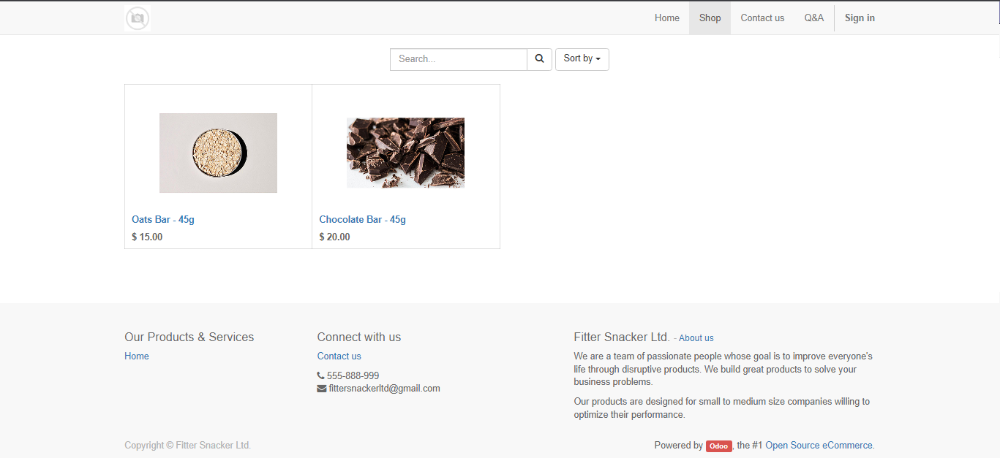 Home Shop Contact us Q&A Sign in
Search...
Sort by
Oats Bar - 45g
$ 15.00
Chocolate Bar - 45g
$ 20.00
Our Products & Services
Home
Connect with us
Contact us
555-888-999
fittersnackerltd@gmail.com
Fitter Snacker Ltd. - About us
We are a team of passionate people whose goal is to improve everyone's
life through disruptive products. We build great products to solve your
business problems.
Our products are designed for small to medium size companies willing to
optimize their performance.
Copyright © Fitter Snacker Ltd.
Powered by Odoo, the #1 Open Source eCommerce.